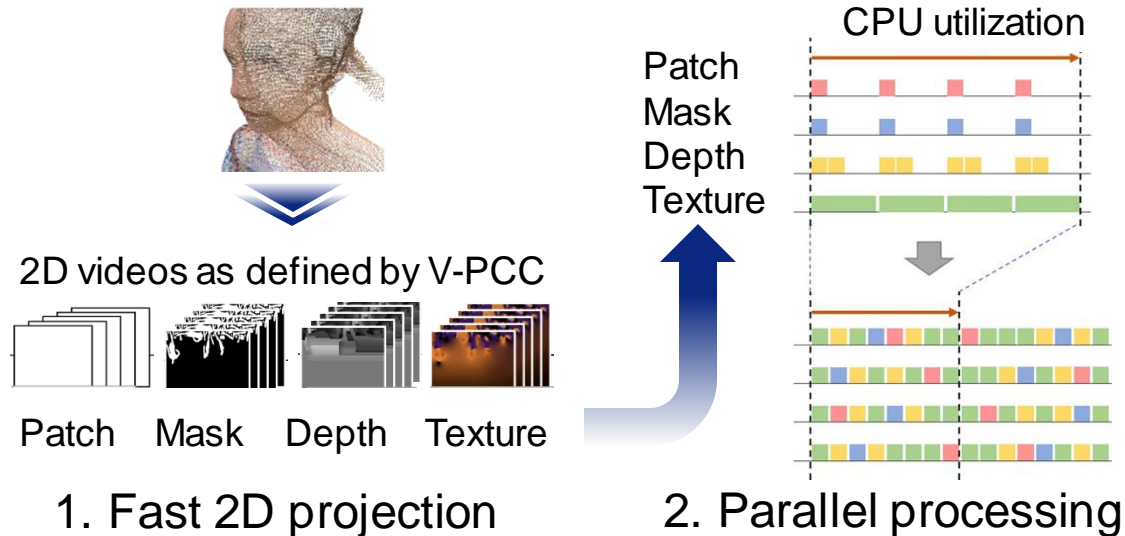 2D videos as defined by V-PCC
Patch Mask Depth Texture
1. Fast 2D projection
CPU utilization
Patch
Mask
Depth
Texture
2. Parallel processing